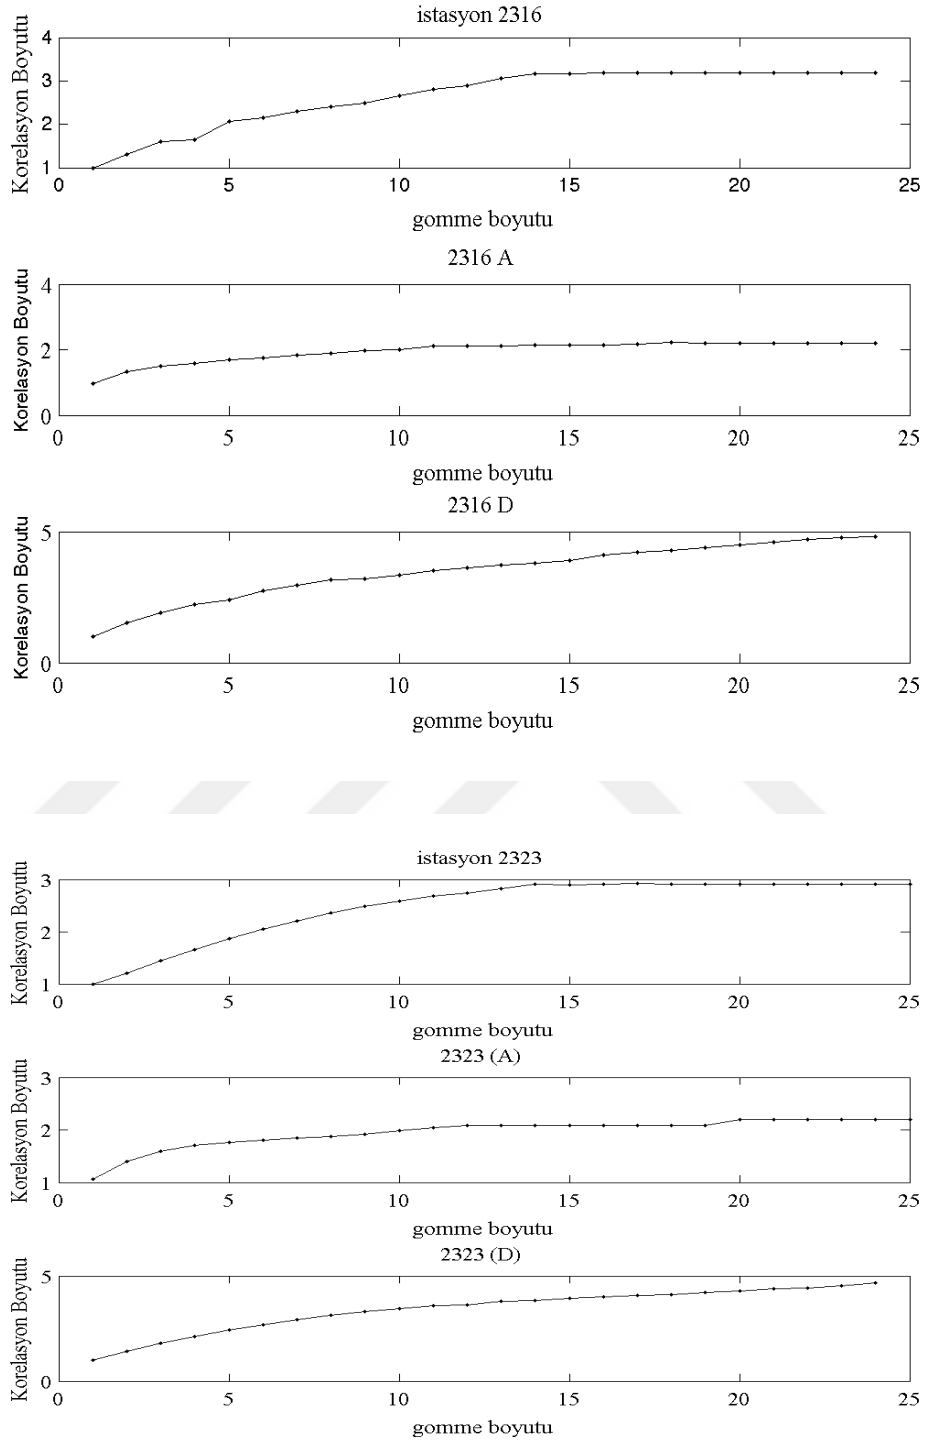 istasyon 2316
Korelasyon Boyutu
4
3
2
1
0 5 10 15 20 25
gomme boyutu
2316 A
Korelasyon Boyutu
4
2
0
0 5 10 15 20 25
gomme boyutu
2316 D
Korelasyon Boyutu
5
0
0 5 10 15 20 25
gomme boyutu
istasyon 2323
Korelasyon Boyutu
3
2
1
0 5 10 15 20 25
gomme boyutu
2323 (A)
Korelasyon Boyutu
3
2
1
0 5 10 15 20 25
gomme boyutu
2323 (D)
Korelasyon Boyutu
5
0
0 5 10 15 20 25
gomme boyutu